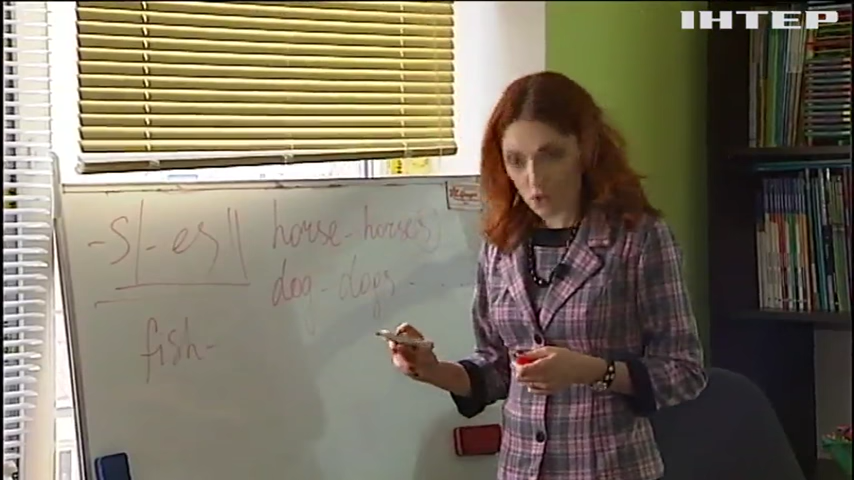 ІНТЕР
-s/-es|| horse-horses
dog-dogs-
fish-